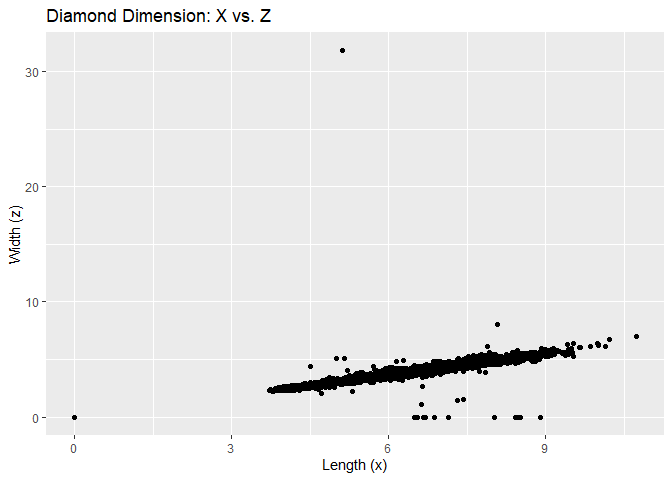 Diamond Dimension: X vs. Z
30
20
10
0
Width (z)
0 3 6 9
Length (x)